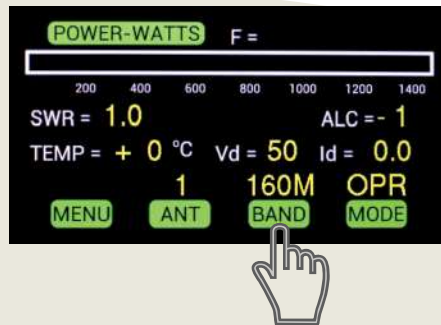 POWER-WATTS F =
200 400 600 800 1000 1200 1400
SWR = 1.0 ALC =- 1
TEMP = + 0 °C Vd = 50 Id = 0.0
1 160M OPR
MENU ANT BAND MODE